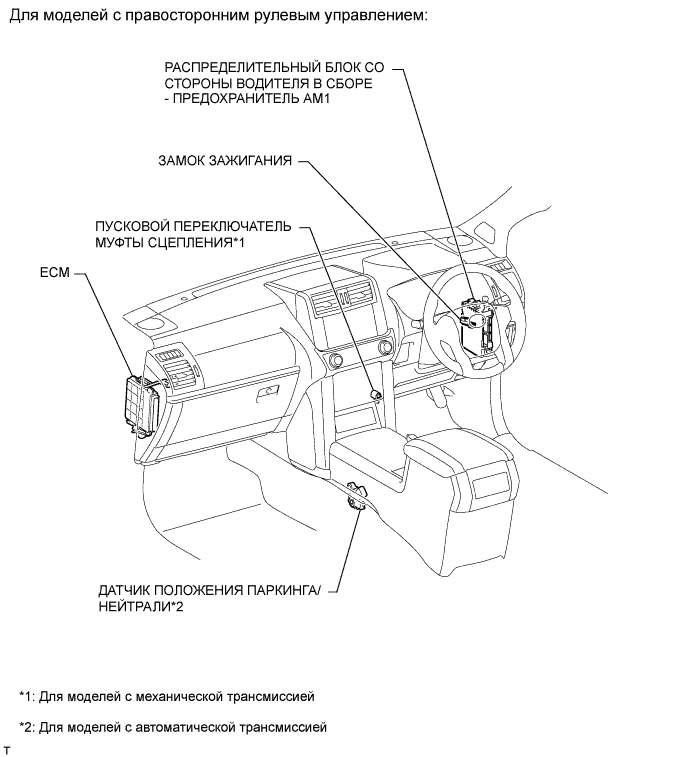 Для моделей с правосторонним рулевым управлением:
РАСПРЕДЕЛИТЕЛЬНЫЙ БЛОК СО
СТОРОНЫ ВОДИТЕЛЯ В СБОРЕ
- ПРЕДОХРАНИТЕЛЬ AM1
ЗАМОК ЗАЖИГАНИЯ
ПУСКОВОЙ ПЕРЕКЛЮЧАТЕЛЬ
МУФТЫ СЦЕПЛЕНИЯ*1
ECM
ДАТЧИК ПОЛОЖЕНИЯ ПАРКИНГА/
НЕЙТРАЛИ*2
*1: Для моделей с механической трансмиссией
*2: Для моделей с автоматической трансмиссией
T